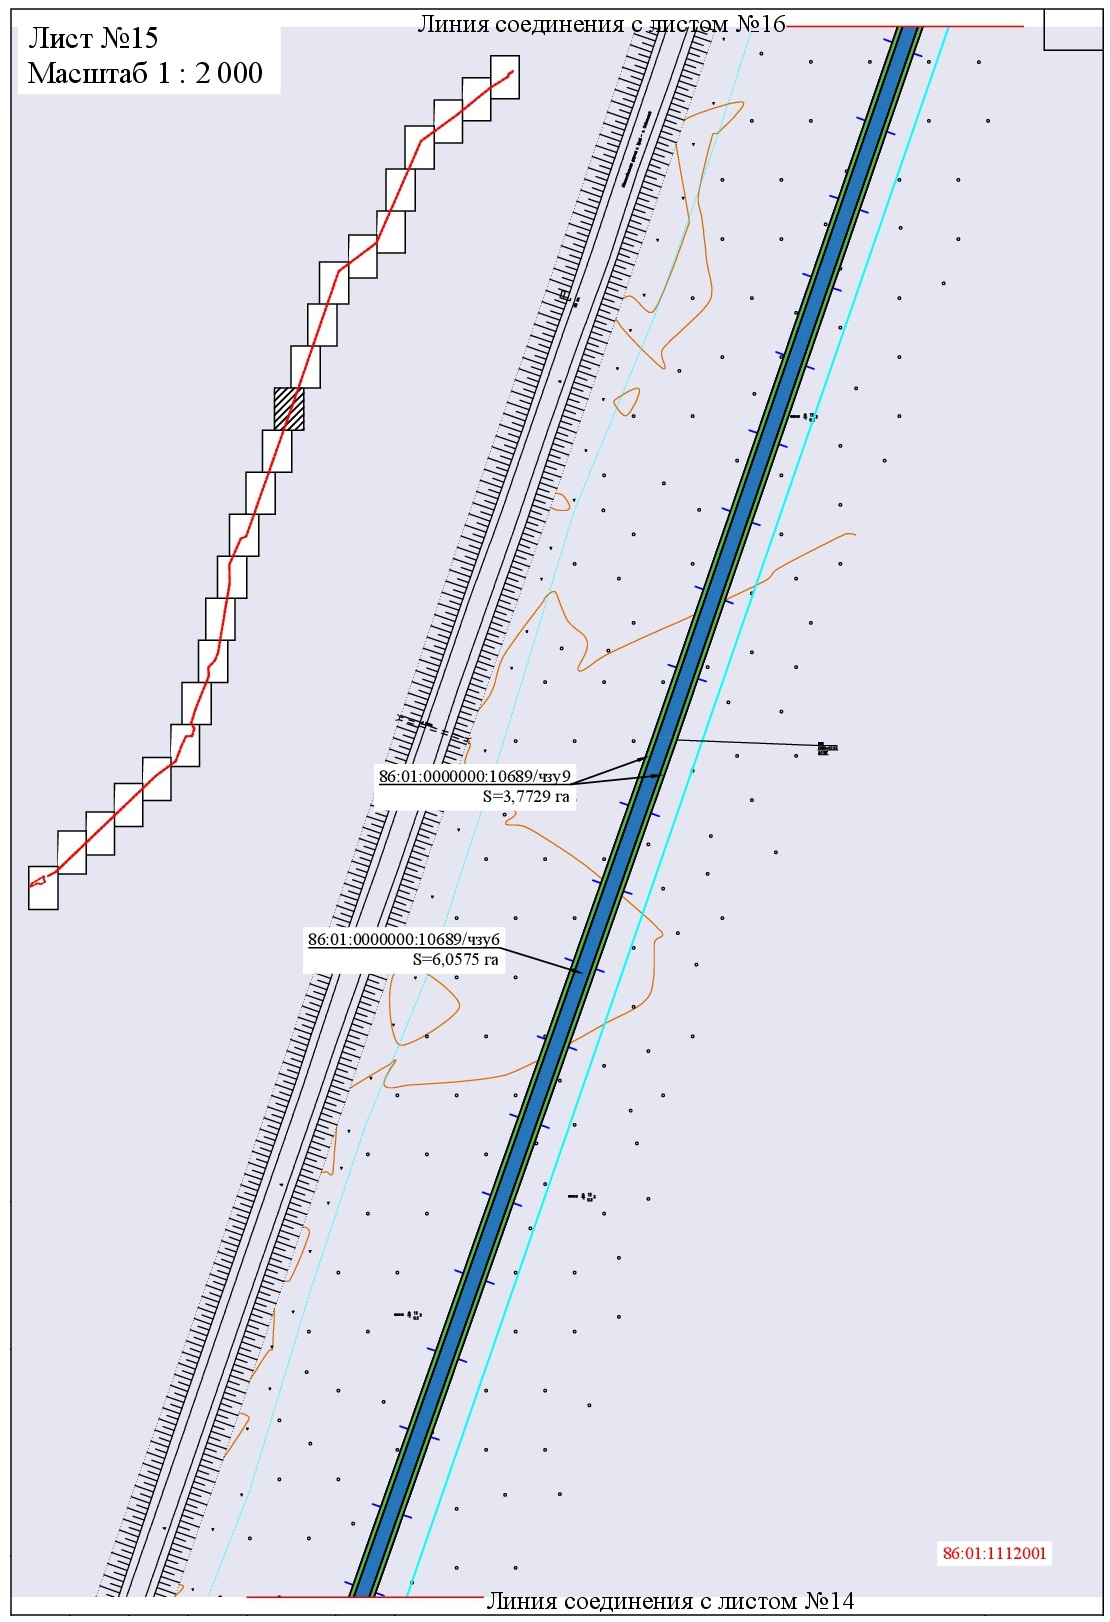 Линия соединения с листом №16
Лист №15
Масштаб 1 : 2 000
86:01:0000000:10689/чзу9
S=3,7729 га
86:01:0000000:10689/чзу6
S=6,0575 га
86:01:1112001
Линия соединения с листом №14